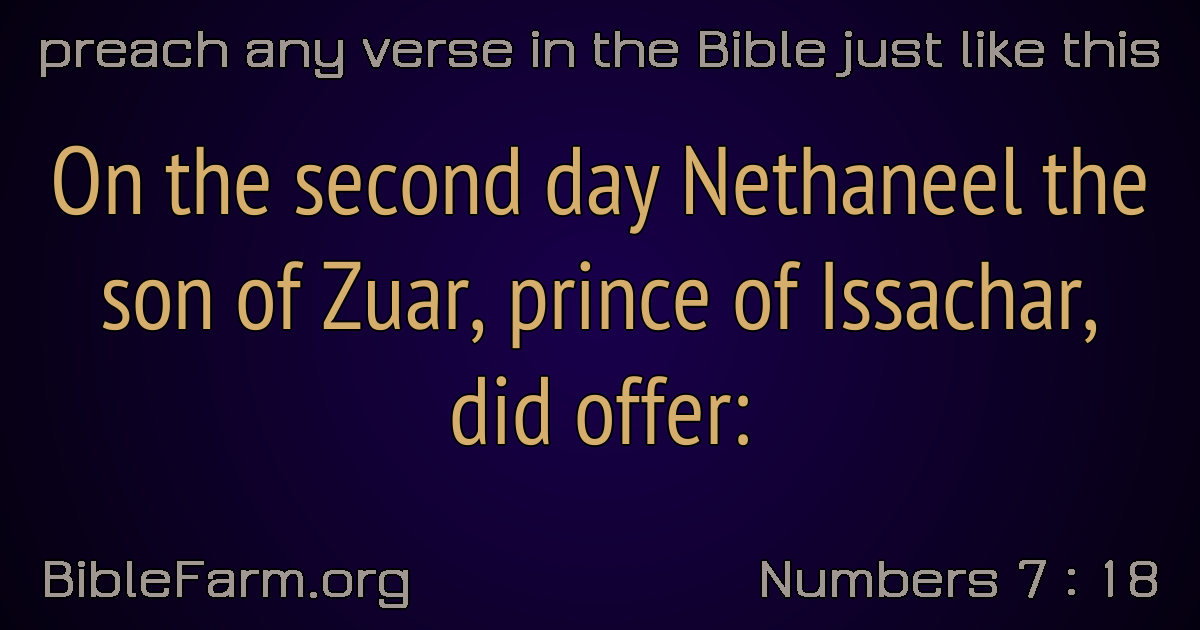 preach any verse in the Bible just like this
On the second day Nethaneel the
son of Zuar, prince of Issachar,
did offer:
BibleFarm.org
Numbers 7 : 18